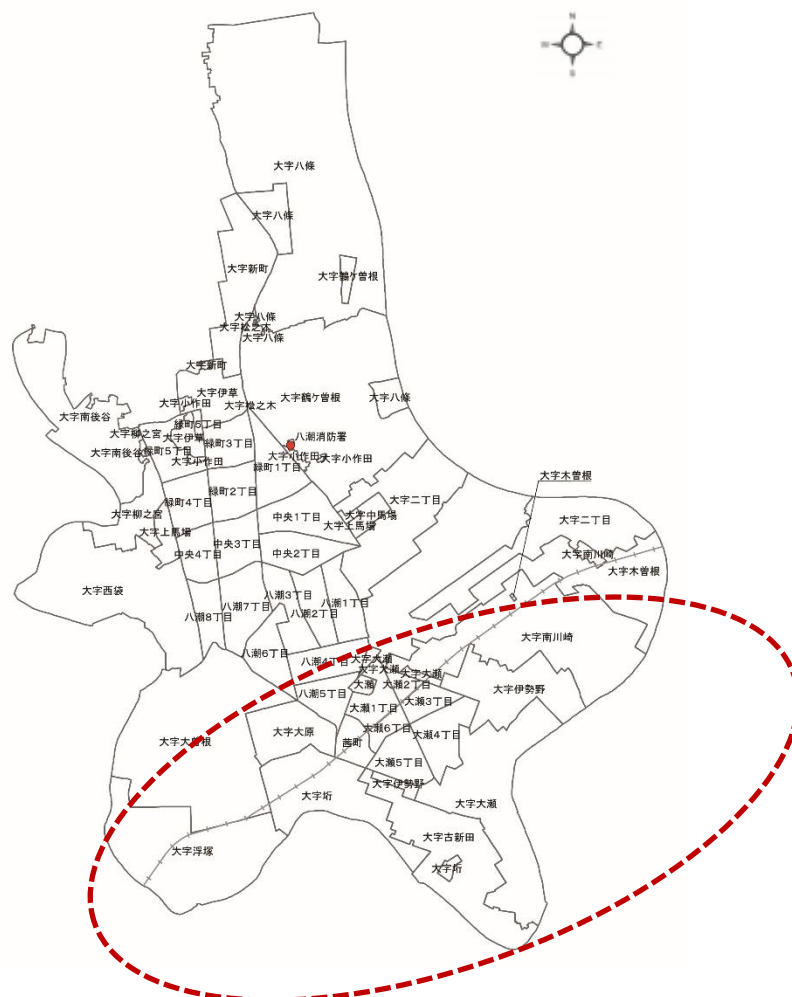 N
W
E
S
大字八條
大字八條
大字新町
大字鶴ケ曽根
大字八條
大字松之木
大字八條
大字新町
大字伊草
大字鶴ケ曽根
大字八條
大字小作田
大字松之木
大字南後谷
緑町5丁目
大字柳之宮
大字伊草
緑町3丁目
八潮消防署
大字南後谷
緑町5丁目
大字小作田
大字小作田
大字小作田
緑町1丁目
大字木曽根
緑町2丁目
緑町4丁目
大字二丁目
大字柳之宮
中央1丁目
大字中馬場
大字上馬場
大字二丁目
大字上馬場
中央3丁目
中央4丁目
中央2丁目
大字南川崎
大字木曽根
大字西袋
八潮3丁目
八潮1丁目
八潮7丁目
八潮2丁目
八潮8丁目
大字南川崎
八潮6丁目
八潮4丁目
大字大瀬
大字大瀬
大字大瀬
大瀬
大瀬2丁目
八潮5丁目
大字伊勢野
大瀬3丁目
大瀬1丁目
大字大曽根
大字大原
大瀬6丁目
大瀬4丁目
茜町
大瀬5丁目
大字伊勢野
大字垳
大字大瀬
大字古新田
大字浮塚
大字垳